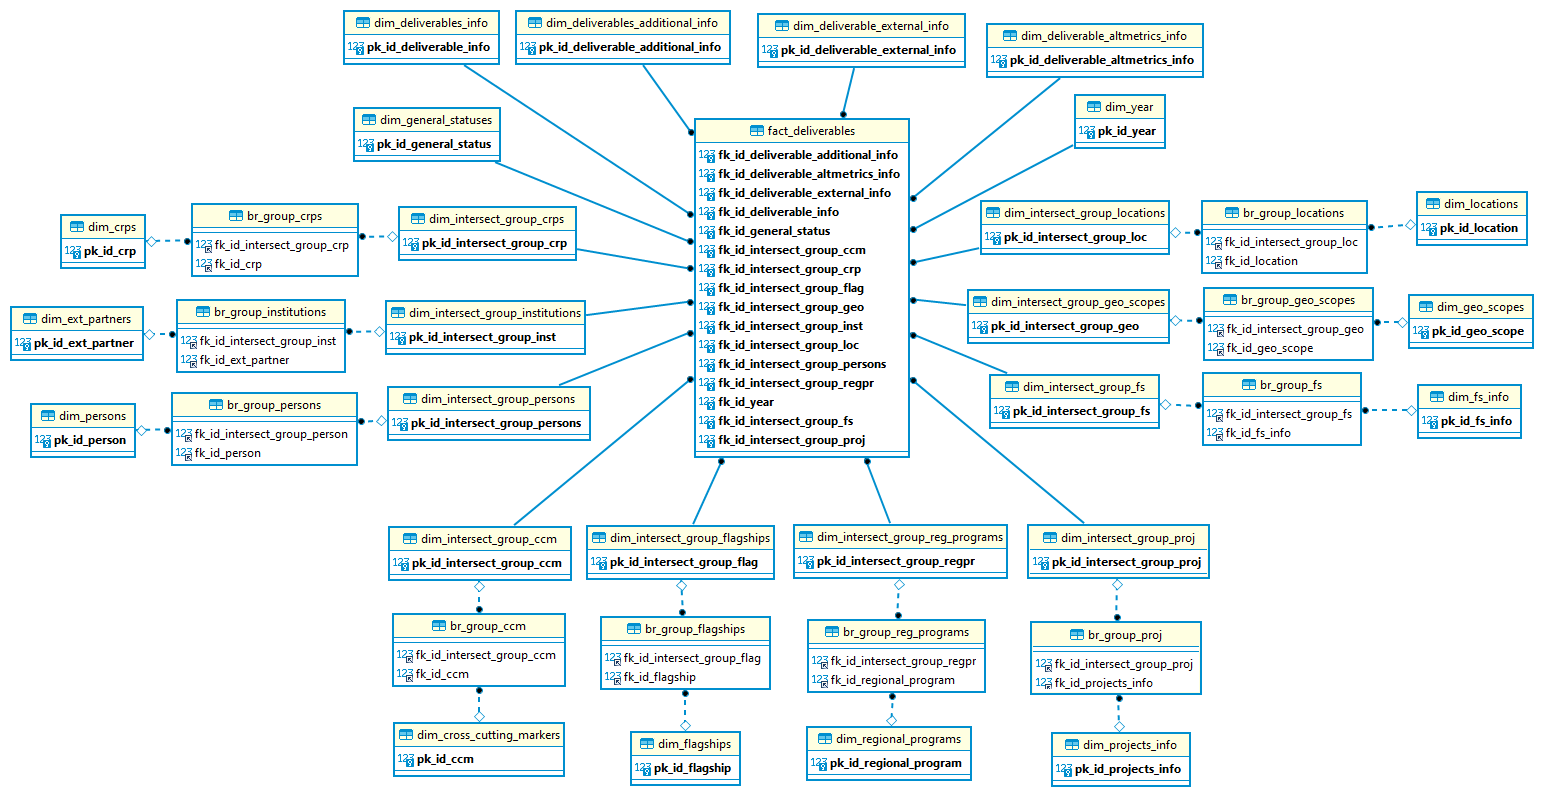 dim_deliverables_info
123 pk_id_deliverable_info
dim_deliverables_additional_info
123 pk_id_deliverable_additional_info
dim_deliverable_external_info
123 pk_id_deliverable_external_info
dim_deliverable_altmetrics_info
123 pk_id_deliverable_altmetrics_info
dim_general_statuses
123 pk_id_general_status
dim_year
123 pk_id_year
fact_deliverables
123 fk_id_deliverable_additional_info
123 fk_id_deliverable_altmetrics_info
123 fk_id_deliverable_external_info
123 fk_id_deliverable_info
123 fk_id_general_status
123 fk_id_intersect_group_ccm
123 fk_id_intersect_group_crp
123 fk_id_intersect_group_flag
123 fk_id_intersect_group_geo
123 fk_id_intersect_group_inst
123 fk_id_intersect_group_loc
123 fk_id_intersect_group_persons
123 fk_id_intersect_group_regpr
123 fk_id_year
123 fk_id_intersect_group_fs
123 fk_id_intersect_group_proj
dim_crps
123 pk_id_crp
br_group_crps
123 fk_id_intersect_group_crp
123 fk_id_crp
dim_intersect_group_crps
123 pk_id_intersect_group_crp
dim_intersect_group_locations
123 pk_id_intersect_group_loc
br_group_locations
123 fk_id_intersect_group_loc
123 fk_id_location
dim_locations
123 pk_id_location
dim_ext_partners
123 pk_id_ext_partner
br_group_institutions
123 fk_id_intersect_group_inst
123 fk_id_ext_partner
dim_intersect_group_institutions
123 pk_id_intersect_group_inst
dim_intersect_group_geo_scopes
123 pk_id_intersect_group_geo
br_group_geo_scopes
123 fk_id_intersect_group_geo
123 fk_id_geo_scope
dim_geo_scopes
123 pk_id_geo_scope
dim_persons
123 pk_id_person
br_group_persons
123 fk_id_intersect_group_person
123 fk_id_person
dim_intersect_group_persons
123 pk_id_intersect_group_persons
dim_intersect_group_fs
123 pk_id_intersect_group_fs
br_group_fs
123 fk_id_intersect_group_fs
123 fk_id_fs_info
dim_fs_info
123 pk_id_fs_info
dim_intersect_group_ccm
123 pk_id_intersect_group_ccm
dim_intersect_group_flagships
123 pk_id_intersect_group_flag
dim_intersect_group_reg_programs
123 pk_id_intersect_group_regpr
dim_intersect_group_proj
123 pk_id_intersect_group_proj
br_group_ccm
123 fk_id_intersect_group_ccm
123 fk_id_ccm
br_group_flagships
123 fk_id_intersect_group_flag
123 fk_id_flagship
br_group_reg_programs
123 fk_id_intersect_group_regpr
123 fk_id_regional_program
br_group_proj
123 fk_id_intersect_group_proj
123 fk_id_projects_info
dim_cross_cutting_markers
123 pk_id_ccm
dim_flagships
123 pk_id_flagship
dim_regional_programs
123 pk_id_regional_program
dim_projects_info
123 pk_id_projects_info